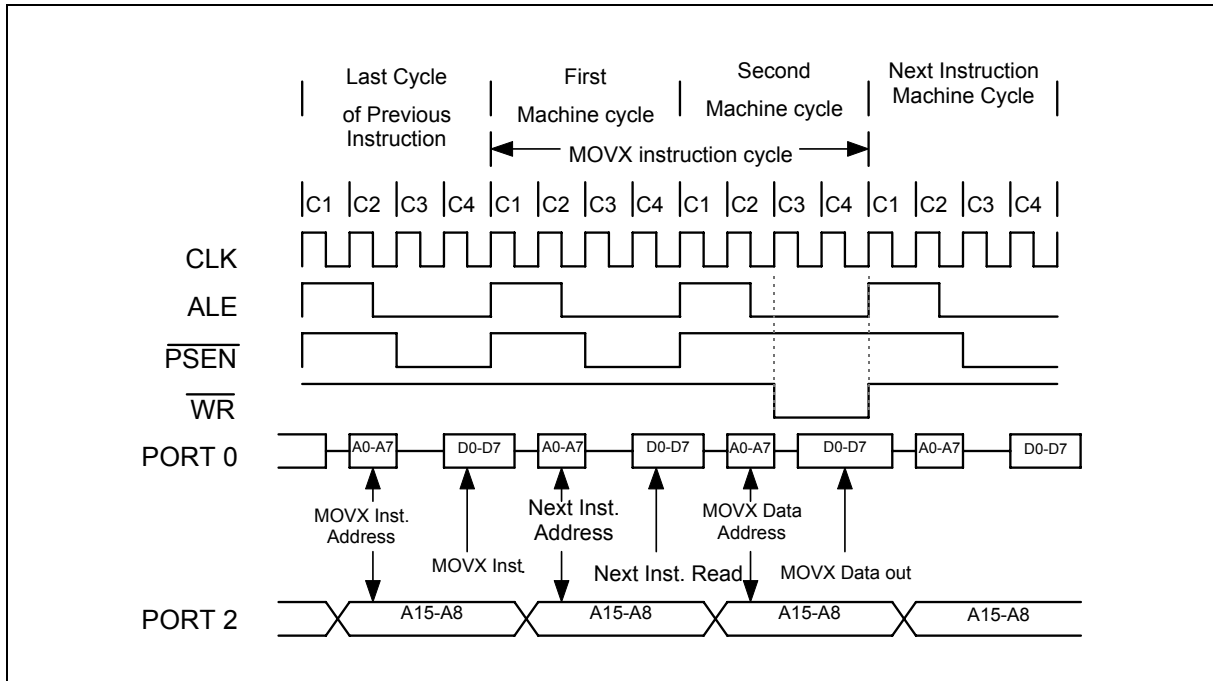 Last Cycle
of Previous
Instruction
First
Machine cycle
Second
Machine cycle
Next Instruction
Machine Cycle
MOVX instruction cycle
C1 C2 C3 C4 C1 C2 C3 C4 C1 C2 C3 C4 C1 C2 C3 C4
CLK
ALE
PSEN
WR
PORT 0
A0-A7 D0-D7 A0-A7 D0-D7 A0-A7 D0-D7 A0-A7 D0-D7
MOVX Inst.
Address
MOVX Inst.
Next Inst.
Address
Next Inst. Read
MOVX Data
Address
MOVX Data out
PORT 2
A15-A8 A15-A8 A15-A8 A15-A8